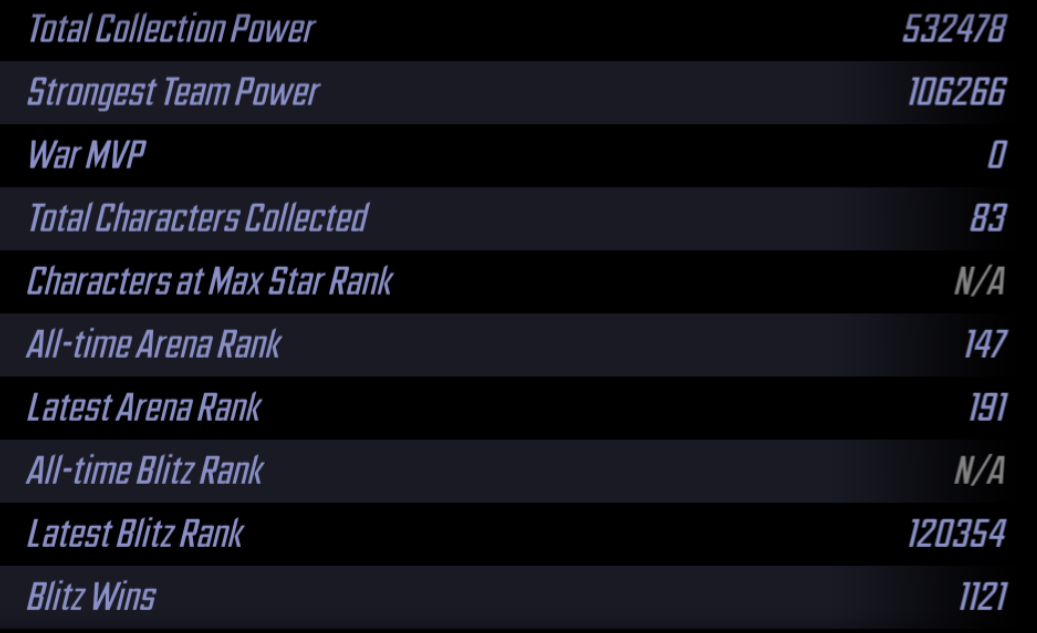 Total Collection Power 532478
Strongest Team Power 106266
War MVP 0
Total Characters Collected 83
Characters at Max Star Rank N/A
All-time Arena Rank 147
Latest Arena Rank 191
All-time Blitz Rank N/A
Latest Blitz Rank 120354
Blitz Wins 1121